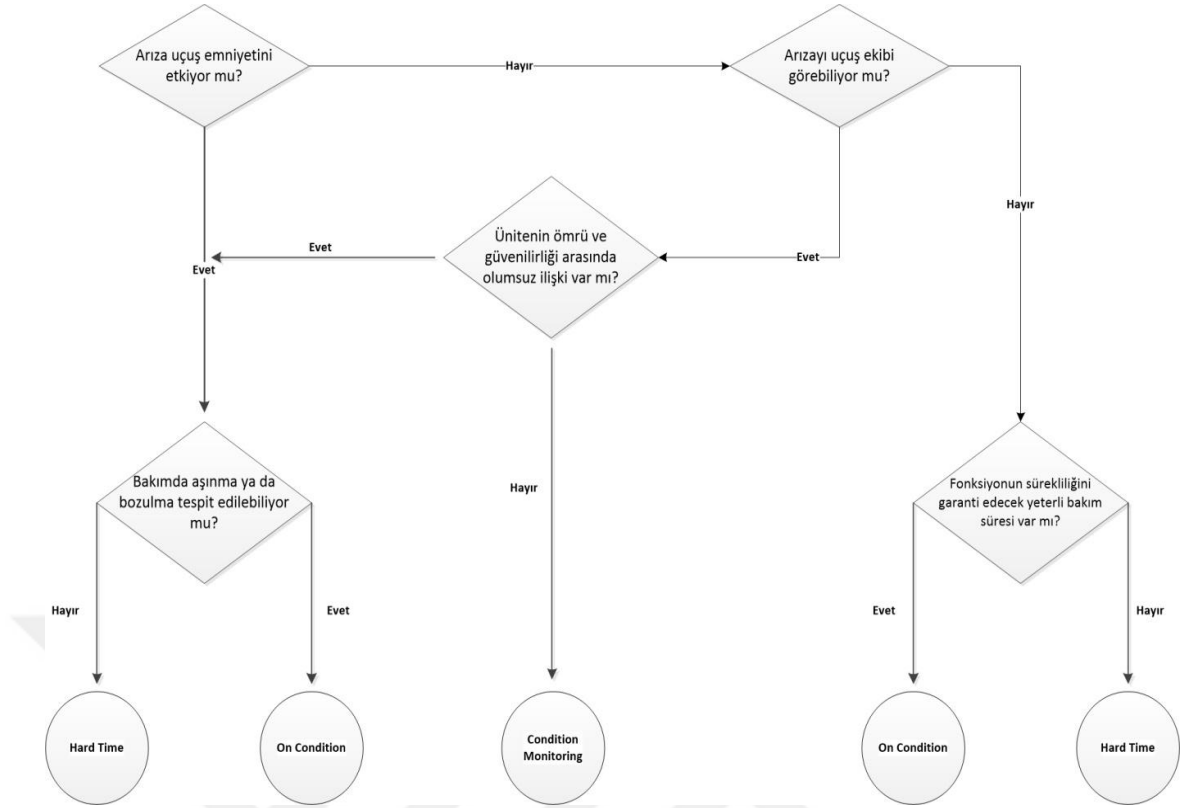 Arıza uçuş emniyetini
etkiyor mu?
Hayır
Arızayı uçuş ekibi
görebiliyor mu?
Hayır
Ünitenin ömrü ve
güvenilirliği arasında
olumsuz ilişki var mı?
Evet
Evet
Evet
Bakımda aşınma ya da
bozulma tespit edilebiliyor
mu?
Hayır
Fonksiyonun sürekliliğini
garanti edecek yeterli bakım
süresi var mı?
Hayır
Evet
Evet
Hayır
Hard Time
On Condition
Condition
Monitoring
On Condition
Hard Time